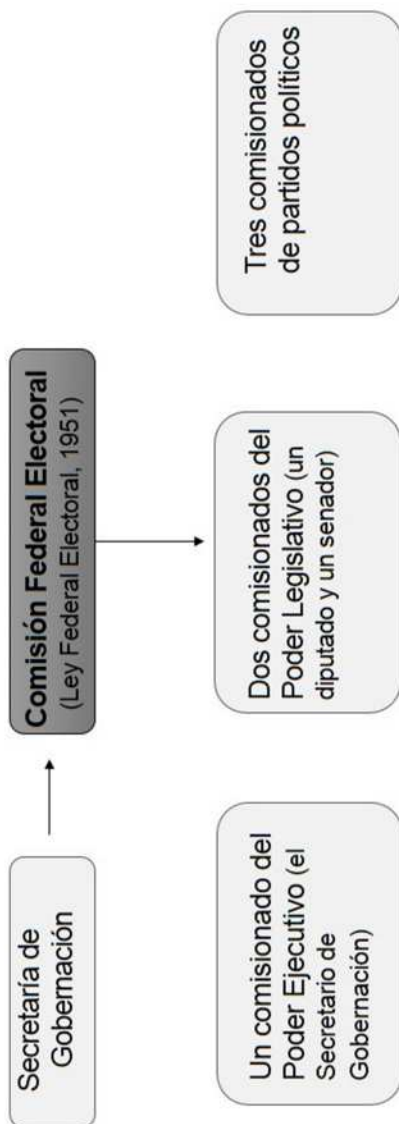 Secretaría de
Gobernación
Comisión Federal Electoral
(Ley Federal Electoral, 1951)
Un comisionado del
Poder Ejecutivo (el
Secretario de
Gobernación)
Dos comisionados del
Poder Legislativo (un
diputado y un senador)
Tres comisionados
de partidos políticos